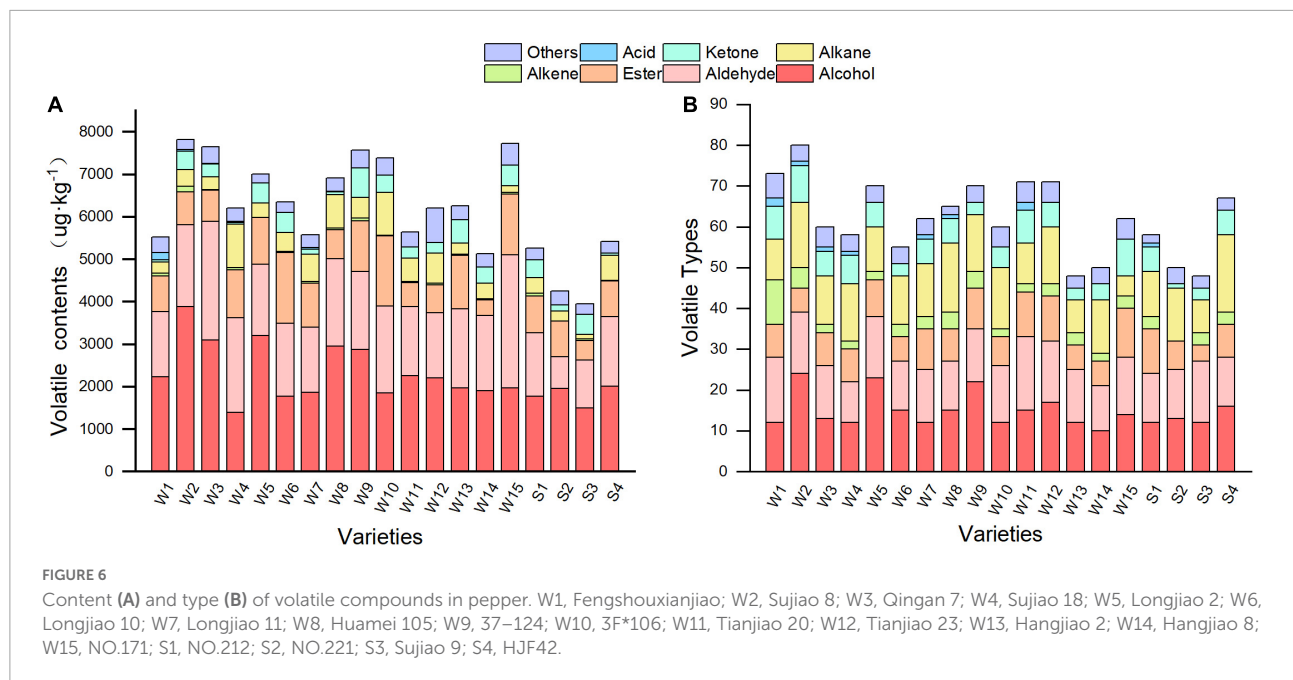 Others Acid Ketone Alkane
Alkene Ester Aldehyde Alcohol
A
Volatile contents（ug·kg⁻¹）
8000
7000
6000
5000
4000
3000
2000
1000
0
W1 W2 W3 W4 W5 W6 W7 W8 W9 W10 W11 W12 W13 W14 W15 S1 S2 S3 S4
Varieties
B
Volatile Types
90
80
70
60
50
40
30
20
10
0
W1 W2 W3 W4 W5 W6 W7 W8 W9 W10 W11 W12 W13 W14 W15 S1 S2 S3 S4
Varieties
FIGURE 6
Content (A) and type (B) of volatile compounds in pepper. W1, Fengshouxianjiao; W2, Sujiao 8; W3, Qingan 7; W4, Sujiao 18; W5, Longjiao 2; W6,
Longjiao 10; W7, Longjiao 11; W8, Huamei 105; W9, 37–124; W10, 3F*106; W11, Tianjiao 20; W12, Tianjiao 23; W13, Hangjiao 2; W14, Hangjiao 8;
W15, NO.171; S1, NO.212; S2, NO.221; S3, Sujiao 9; S4, HJF42.